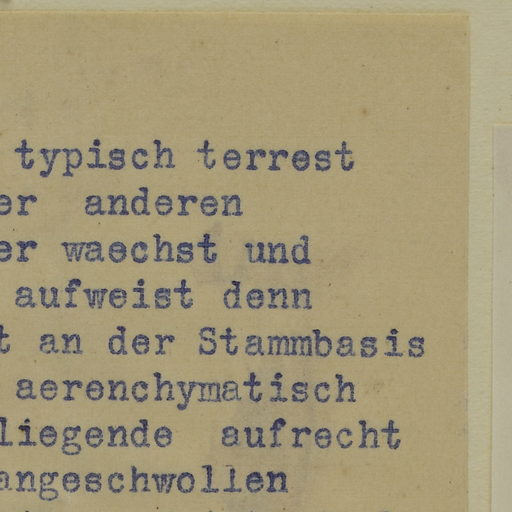 typisch terrest
er anderen
er waechst und
aufweist denn
t an der Stammbasis
aerenchymatisch
liegende aufrecht
angeschwollen